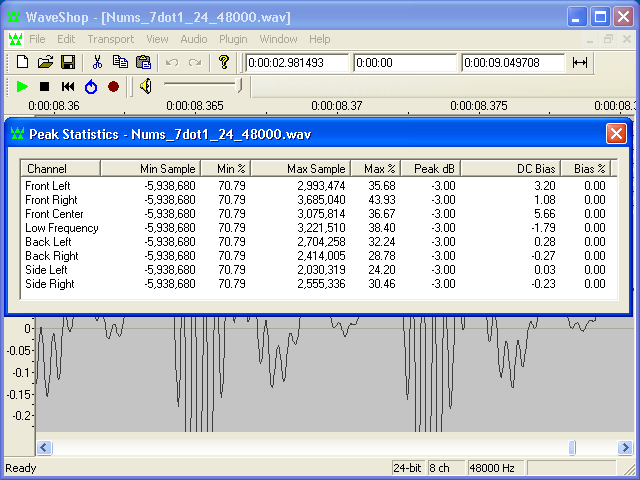 WaveShop - [Nums_7dot1_24_48000.wav]
File Edit View Transport Audio Plugin Window Help
0:00:02.981493 0:00:00 0:00:09.049708
0:00:08.36 0:00:08.365 0:00:08.37 0:00:08.375 0:00:08.3
Peak Statistics - Nums_7dot1_24_48000.wav
Channel Min Sample Min % Max Sample Max % Peak dB DC Bias Bias %
Front Left -5,938,680 70.79 2,993,474 35.68 -3.00 3.20 0.00
Front Right -5,938,680 70.79 3,685,040 43.93 -3.00 1.08 0.00
Front Center -5,938,680 70.79 3,075,814 36.67 -3.00 5.66 0.00
Low Frequency -5,938,680 70.79 3,221,510 38.40 -3.00 -1.79 0.00
Back Left -5,938,680 70.79 2,704,258 32.24 -3.00 0.28 0.00
Back Right -5,938,680 70.79 2,414,005 28.78 -3.00 -0.27 0.00
Side Left -5,938,680 70.79 2,030,319 24.20 -3.00 0.03 0.00
Side Right -5,938,680 70.79 2,555,336 30.46 -3.00 -0.23 0.00
0
-0.05
-0.1
-0.15
-0.2
Ready 24-bit 8 ch 48000 Hz